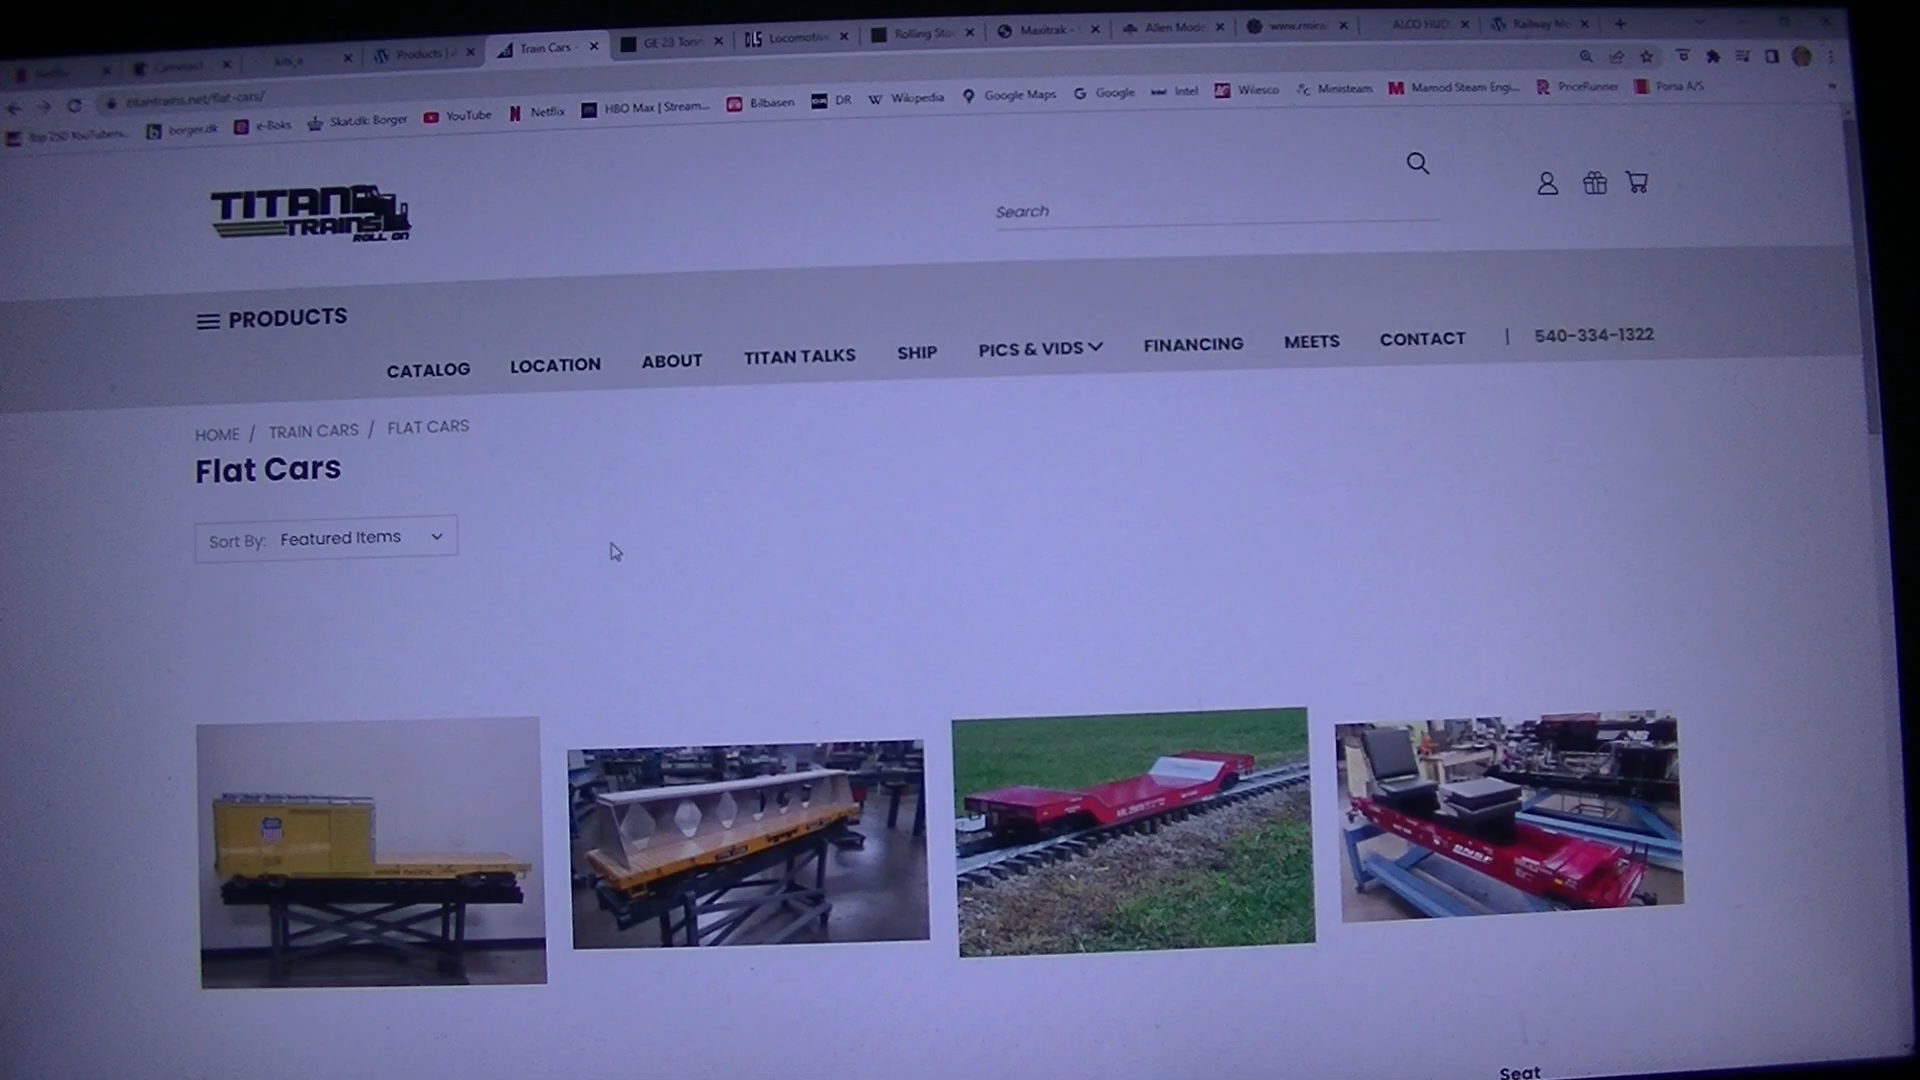 Netflix
kits_a
Products |
Train Cars -
GE 23 Tonn
DLS Locomotiv
Rolling Sto
Maxitrak -
Allen Mode
ALCO HUD
Railway Mo
titantrains.net/flat-cars/
Top 250 YouTubers...
borger.dk
e-Boks
Skat.dk: Borger
YouTube
Netflix
HBO Max | Stream...
Bilbasen
DR
Wikipedia
Google Maps
Google
Intel
Wilesco
Ministeam
Mamod Steam Engi...
PriceRunner
Porsa A/S
TITAN
TRAINS
ROLL ON
Search
PRODUCTS
CATALOG LOCATION ABOUT TITAN TALKS SHIP PICS & VIDS FINANCING MEETS CONTACT | 540-334-1322
HOME / TRAIN CARS / FLAT CARS
Flat Cars
Sort By: Featured Items
BNSF
Seat